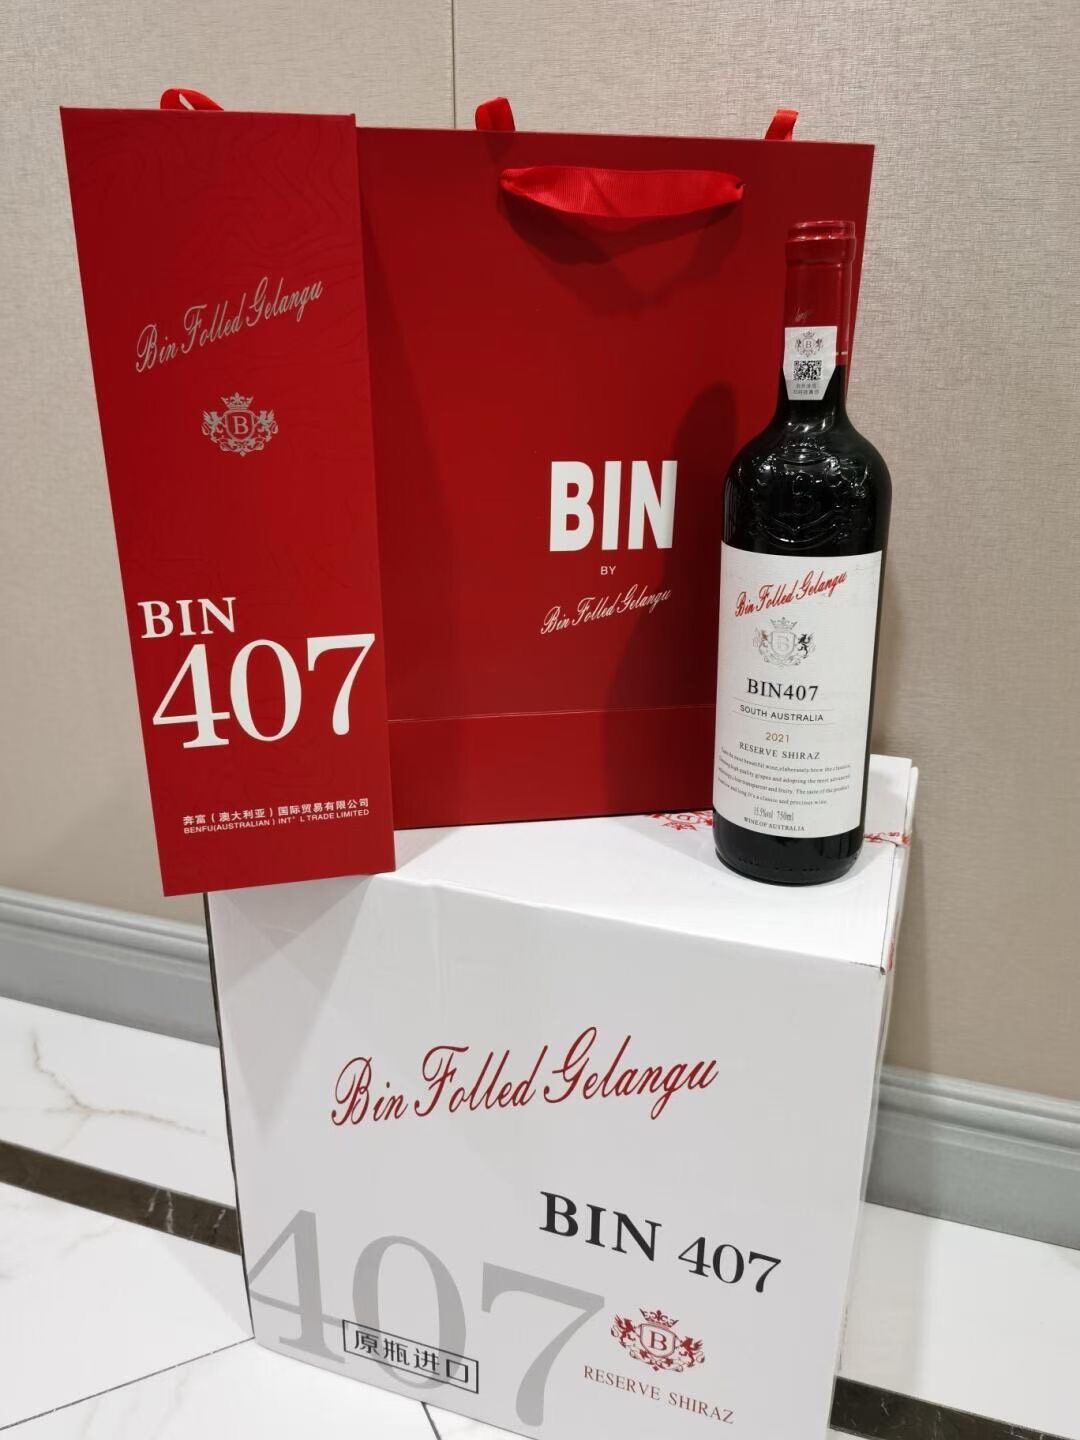 Bin Folled Gelangu
B
BIN
407
奔富（澳大利亚）国际贸易有限公司
BENFU(AUSTRALIAN) INT'L TRADE LIMITED
BIN
BY
Bin Folled Gelangu
B
Bin Folled Gelangu
B
BIN407
SOUTH AUSTRALIA
2021
RESERVE SHIRAZ
WINE OF AUSTRALIA
Bin Folled Gelangu
BIN 407
407
原瓶进口
B
RESERVE SHIRAZ